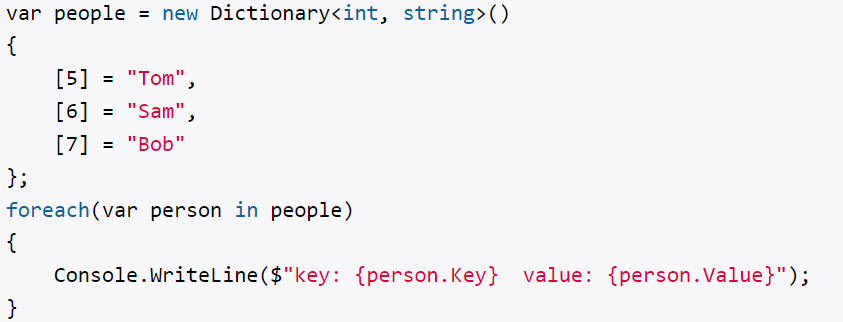 var people = new Dictionary<int, string>()
{
    [5] = "Tom",
    [6] = "Sam",
    [7] = "Bob"
};
foreach(var person in people)
{
    Console.WriteLine($"key: {person.Key}  value: {person.Value}");
}